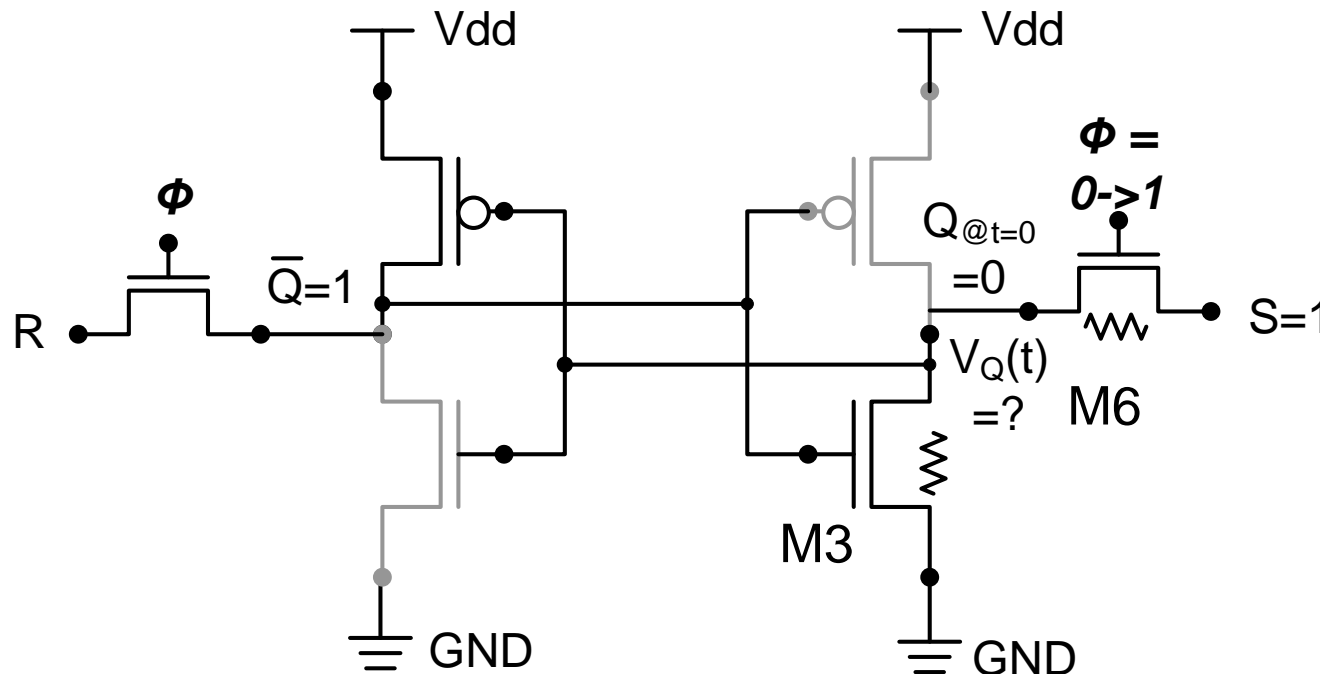 Vdd
Vdd
Φ =
0->1
Φ
Q@t=0
=0
Q̅=1
R
S=1
VQ(t)
=?
M6
M3
GND
GND